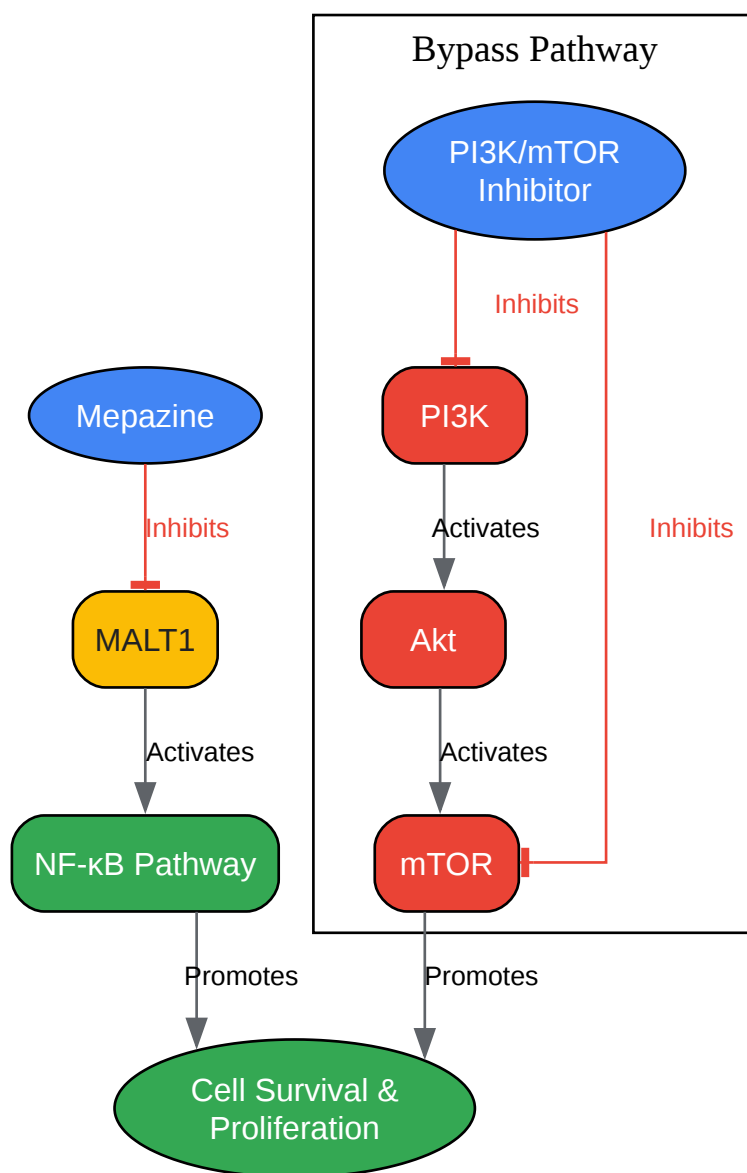 Bypass Pathway
PI3K/mTOR
Inhibitor
Inhibits
Mepazine
PI3K
Inhibits
Activates
Inhibits
MALT1
Akt
Activates
Activates
NF-κB Pathway
mTOR
Promotes
Promotes
Cell Survival &
Proliferation